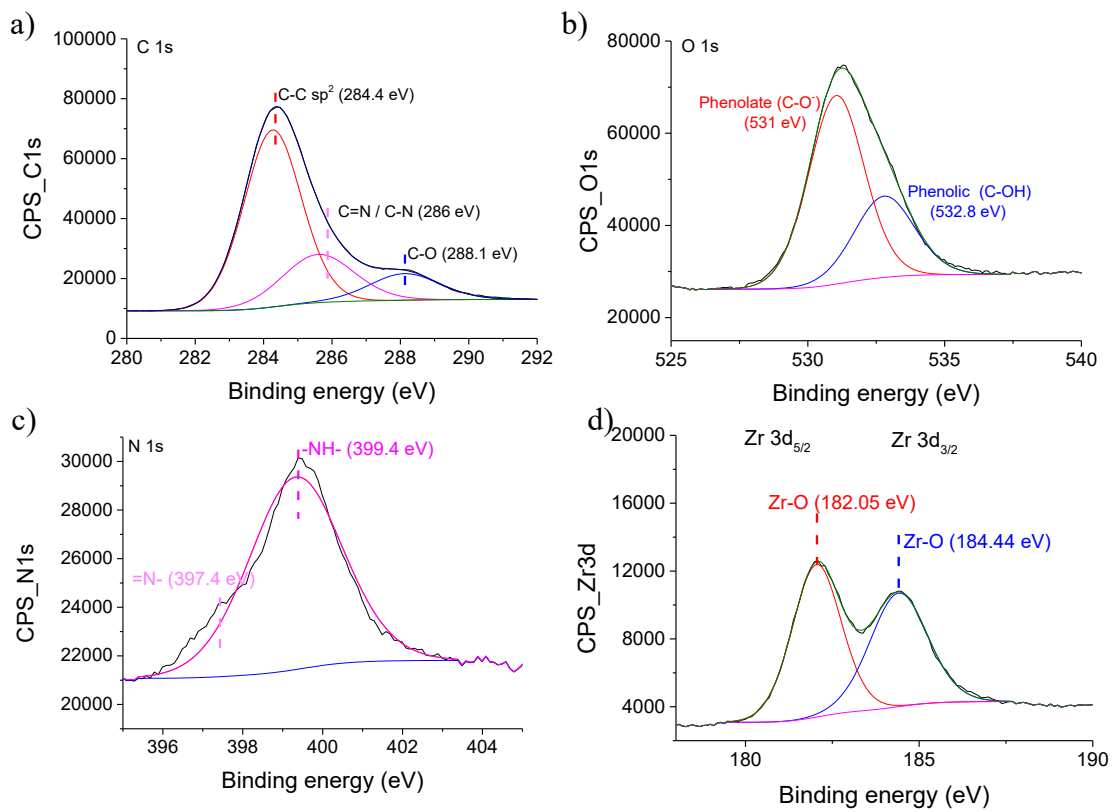 a)
C 1s
100000
80000
60000
40000
20000
0
CPS_C1s
C-C sp² (284.4 eV)
C=N / C-N (286 eV)
C-O (288.1 eV)
280 282 284 286 288 290 292
Binding energy (eV)
b)
O 1s
80000
60000
40000
20000
CPS_O1s
Phenolate (C-O⁻)
(531 eV)
Phenolic (C-OH)
(532.8 eV)
525 530 535 540
Binding energy (eV)
c)
N 1s
30000
28000
26000
24000
22000
20000
CPS_N1s
-NH- (399.4 eV)
=N- (397.4 eV)
396 398 400 402 404
Binding energy (eV)
d)
20000
16000
12000
8000
4000
CPS_Zr3d
Zr 3d₅/₂ Zr 3d₃/₂
Zr-O (182.05 eV)
Zr-O (184.44 eV)
180 185 190
Binding energy (eV)